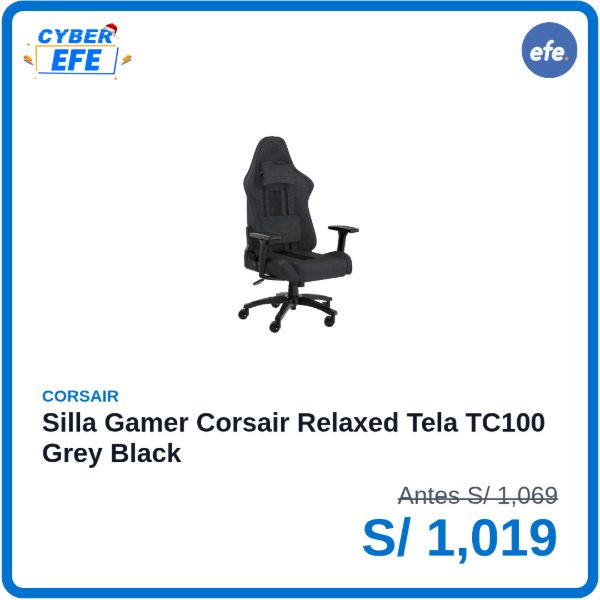 CYBER
EFE
efe.
CORSAIR
Silla Gamer Corsair Relaxed Tela TC100
Grey Black
Antes S/ 1,069
S/ 1,019